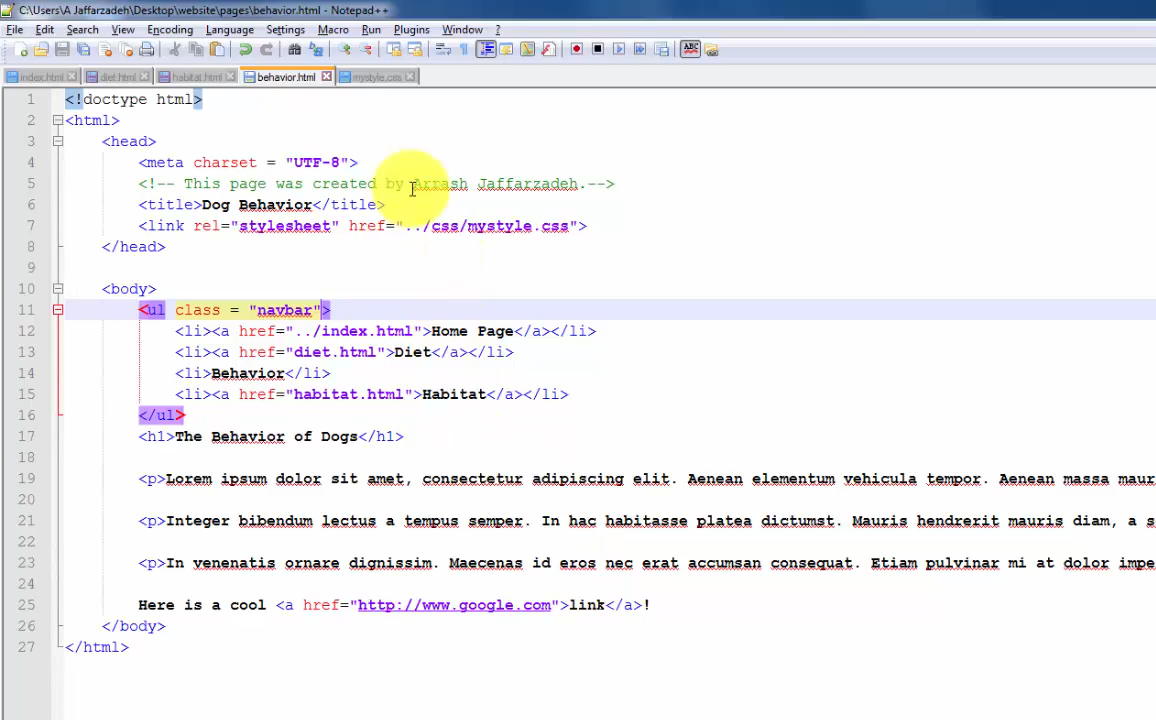 C:\Users\A Jaffarzadeh\Desktop\website\pages\behavior.html - Notepad++
File Edit Search View Encoding Language Settings Macro Run Plugins Window ?
ABC
index.html diet.html habitat.html behavior.html mystyle.css
1 <!doctype html>
2 <html>
3 <head>
4 <meta charset = "UTF-8">
5 <!-- This page was created by Arrash Jaffarzadeh.-->
6 <title>Dog Behavior</title>
7 <link rel="stylesheet" href="../css/mystyle.css">
8 </head>
9
10 <body>
11 <ul class = "navbar">
12 <li><a href="../index.html">Home Page</a></li>
13 <li><a href="diet.html">Diet</a></li>
14 <li>Behavior</li>
15 <li><a href="habitat.html">Habitat</a></li>
16 </ul>
17 <h1>The Behavior of Dogs</h1>
18
19 <p>Lorem ipsum dolor sit amet, consectetur adipiscing elit. Aenean elementum vehicula tempor. Aenean massa maur
20
21 <p>Integer bibendum lectus a tempus semper. In hac habitasse platea dictumst. Mauris hendrerit mauris diam, a s
22
23 <p>In venenatis ornare dignissim. Maecenas id eros nec erat accumsan consequat. Etiam pulvinar mi at dolor impe
24
25 Here is a cool <a href="http://www.google.com">link</a>!
26 </body>
27 </html>